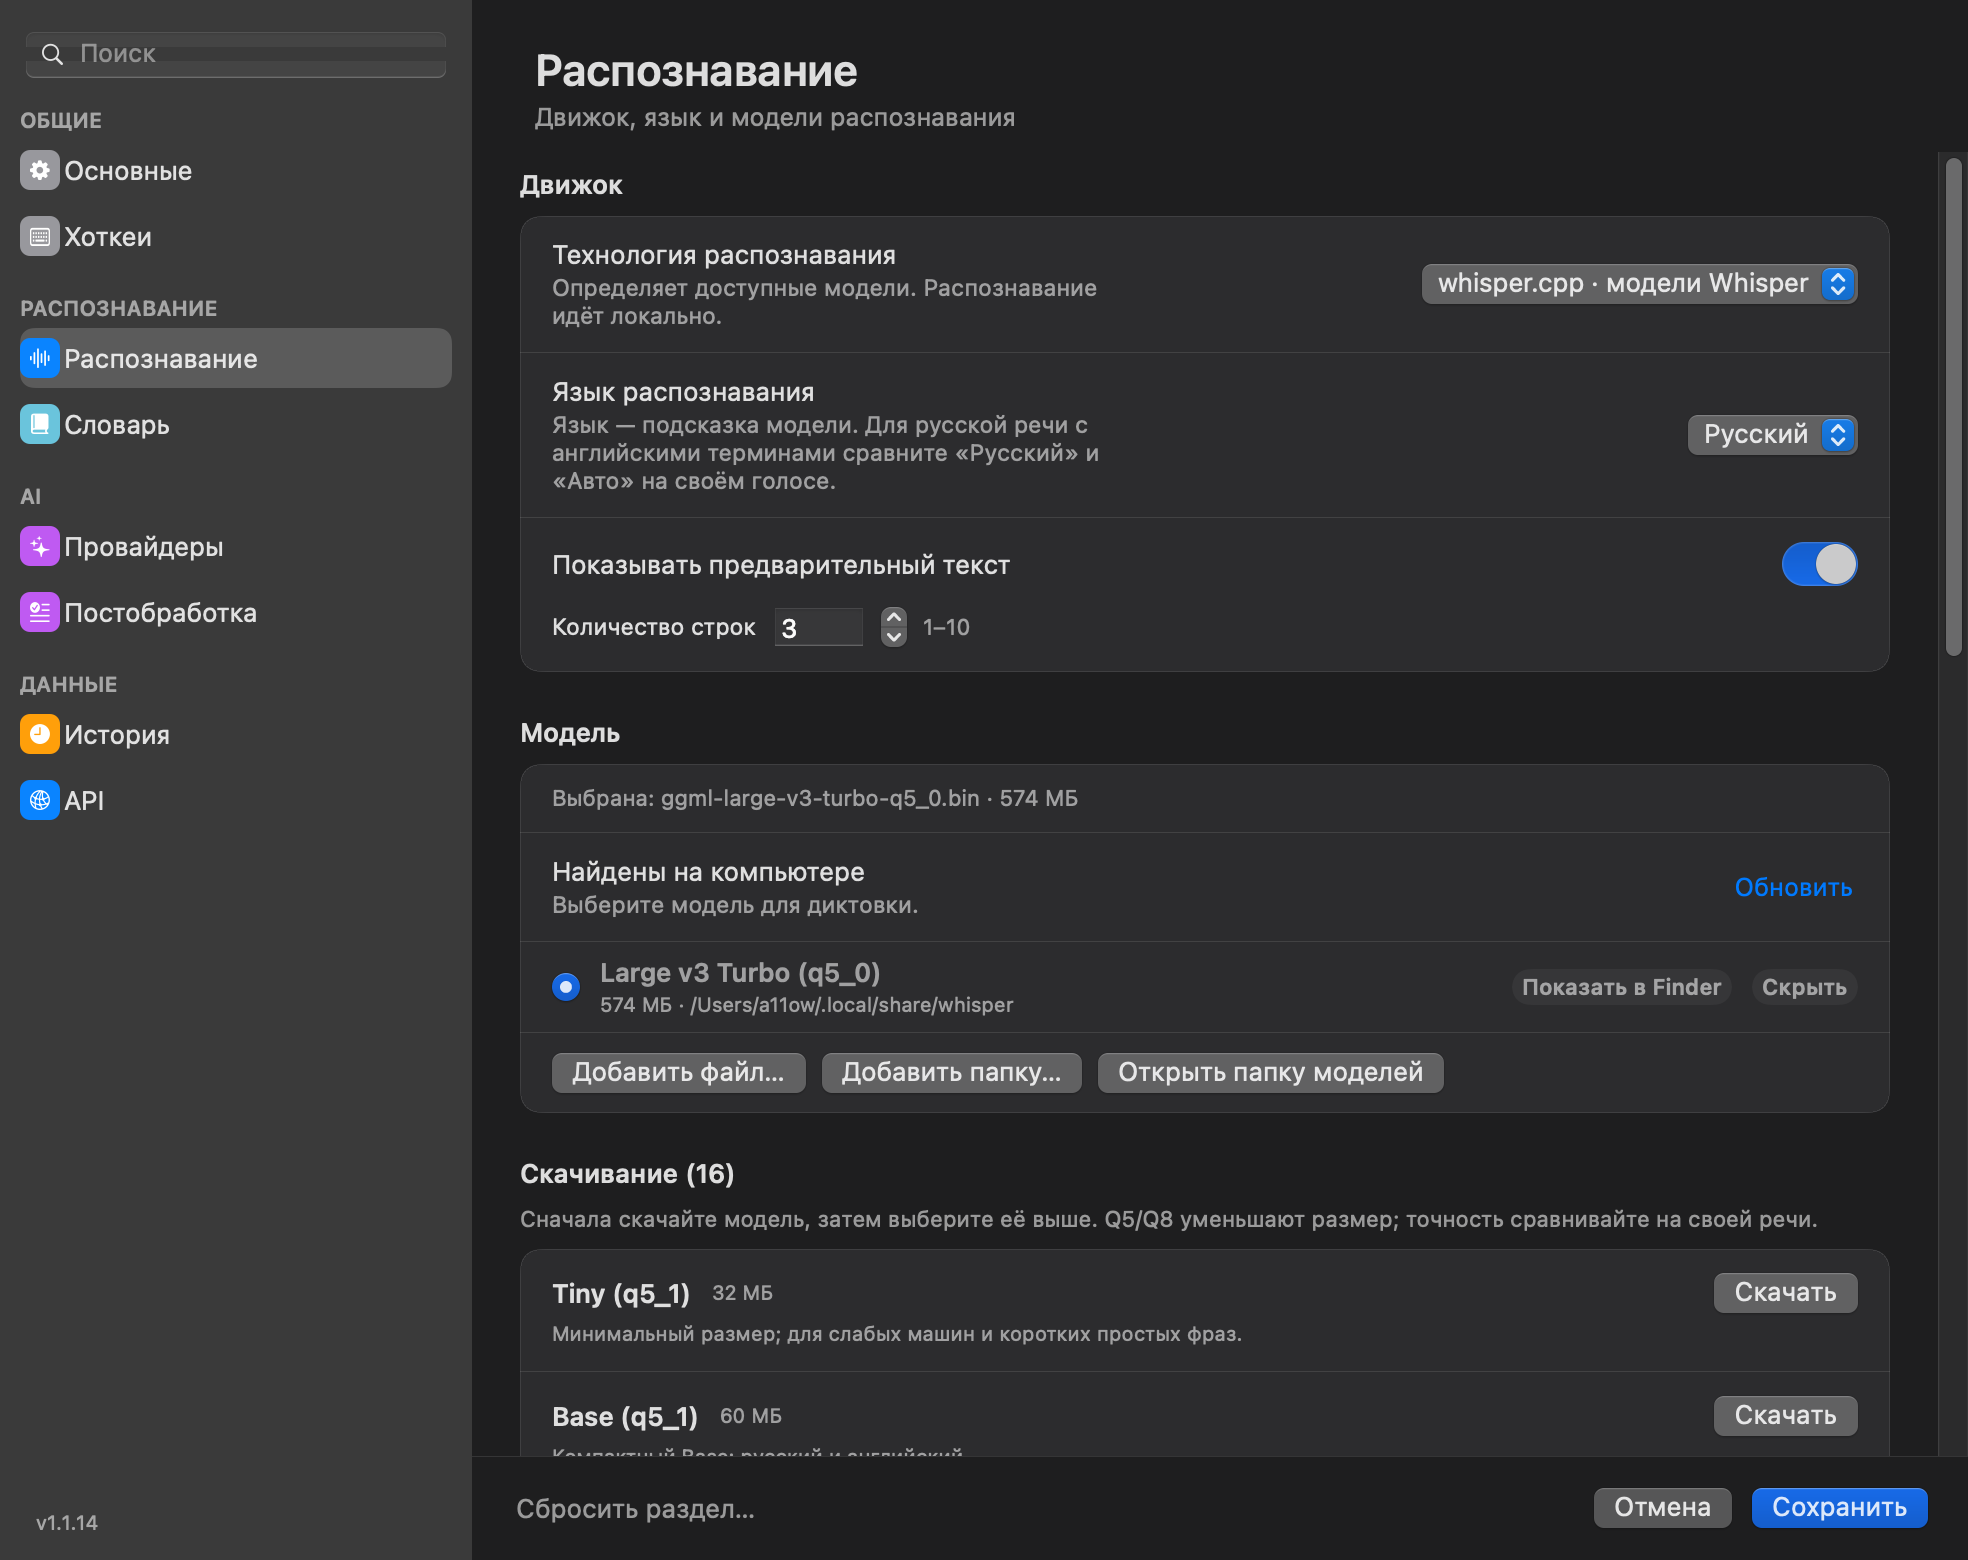 Поиск
ОБЩИЕ
Основные
Хоткеи
РАСПОЗНАВАНИЕ
Распознавание
Словарь
AI
Провайдеры
Постобработка
ДАННЫЕ
История
API
v1.1.14
Распознавание
Движок, язык и модели распознавания
Движок
Технология распознавания
Определяет доступные модели. Распознавание
идёт локально.
whisper.cpp · модели Whisper
Язык распознавания
Язык — подсказка модели. Для русской речи с
английскими терминами сравните «Русский» и
«Авто» на своём голосе.
Русский
Показывать предварительный текст
Количество строк 3 1–10
Модель
Выбрана: ggml-large-v3-turbo-q5_0.bin · 574 МБ
Найдены на компьютере
Выберите модель для диктовки.
Обновить
Large v3 Turbo (q5_0)
574 МБ · /Users/a11ow/.local/share/whisper
Показать в Finder Скрыть
Добавить файл... Добавить папку... Открыть папку моделей
Скачивание (16)
Сначала скачайте модель, затем выберите её выше. Q5/Q8 уменьшают размер; точность сравнивайте на своей речи.
Tiny (q5_1) 32 МБ
Минимальный размер; для слабых машин и коротких простых фраз.
Скачать
Base (q5_1) 60 МБ
Компактный Base: русский и английский
Скачать
Сбросить раздел...
Отмена Сохранить